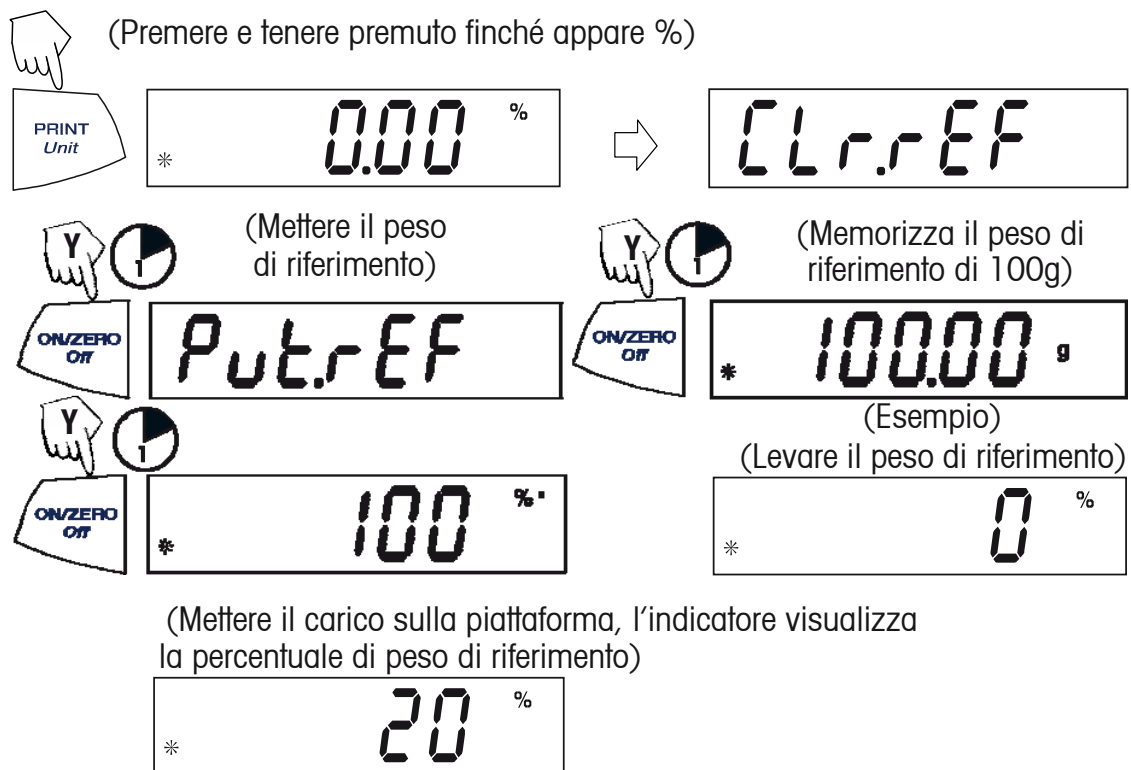 (Premere e tenere premuto finché appare %)
PRINT
Unit
* 0.00 %
CLr.rEF
Y 1
(Mettere il peso
di riferimento)
ON/ZERO
Off
Put.rEF
Y 1
(Memorizza il peso di
riferimento di 100g)
ON/ZERO
Off
* 100.00 g
(Esempio)
Y 1
ON/ZERO
Off
* 100 %
(Levare il peso di riferimento)
* 0 %
(Mettere il carico sulla piattaforma, l'indicatore visualizza
la percentuale di peso di riferimento)
* 20 %